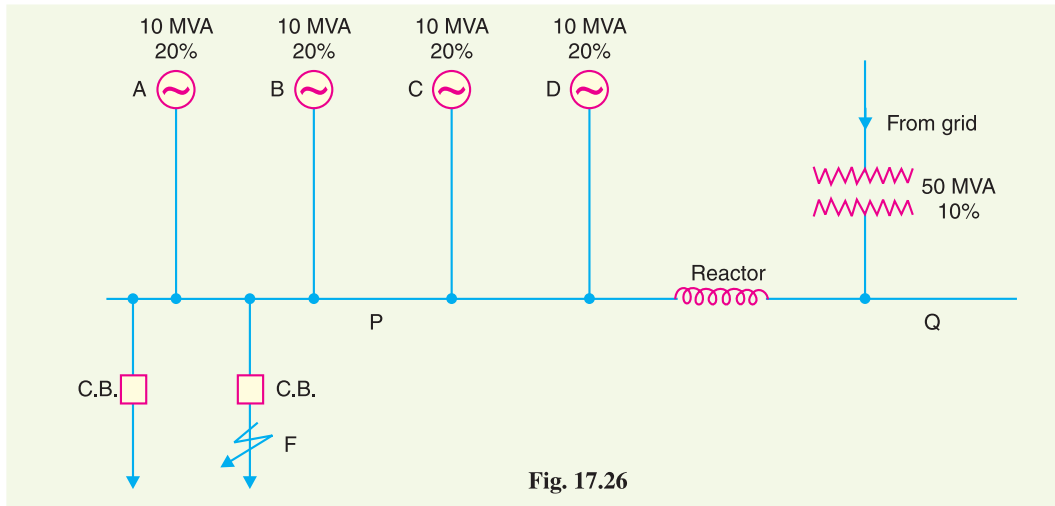 10 MVA
20%
10 MVA
20%
10 MVA
20%
10 MVA
20%
A
B
C
D
From grid
50 MVA
10%
Reactor
P
Q
C.B.
C.B.
F
Fig. 17.26